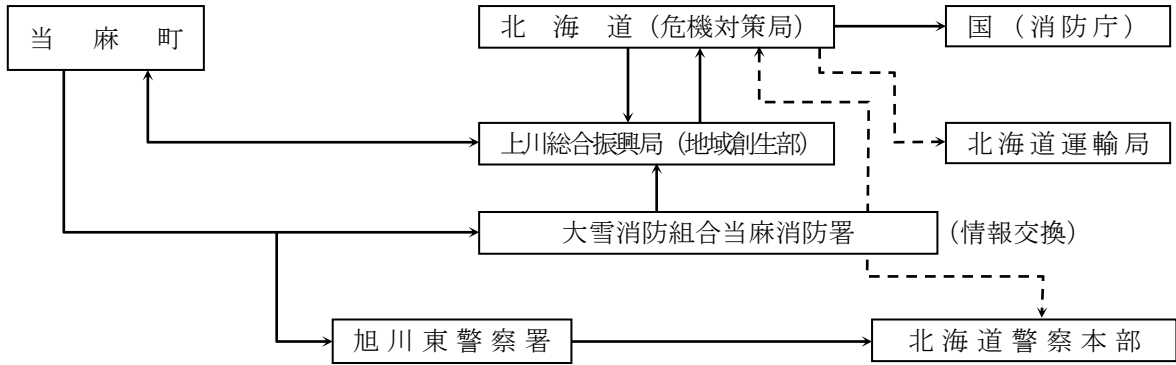 当麻町
北海道（危機対策局）
国（消防庁）
上川総合振興局（地域創生部）
北海道運輸局
大雪消防組合当麻消防署
（情報交換）
旭川東警察署
北海道警察本部